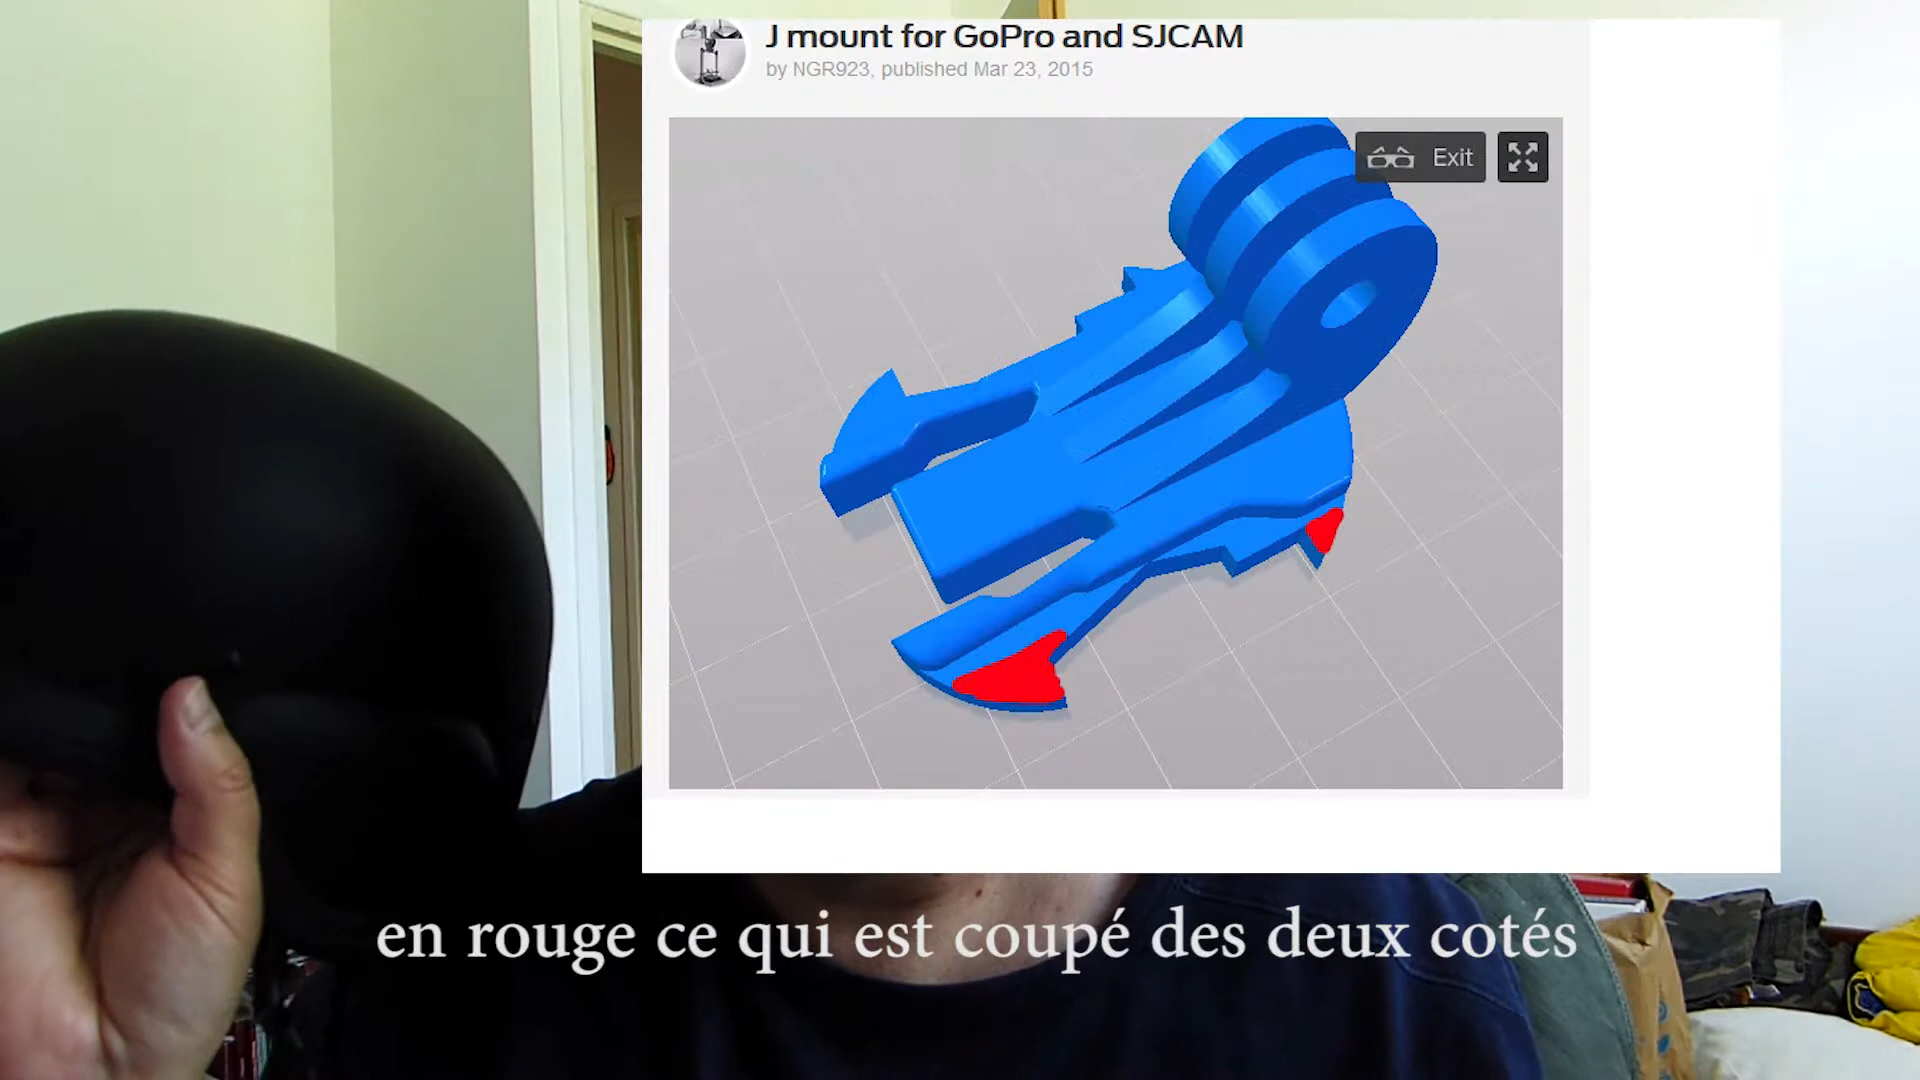 J mount for GoPro and SJCAM
by NGR923, published Mar 23, 2015
Exit
en rouge ce qui est coupé des deux cotés